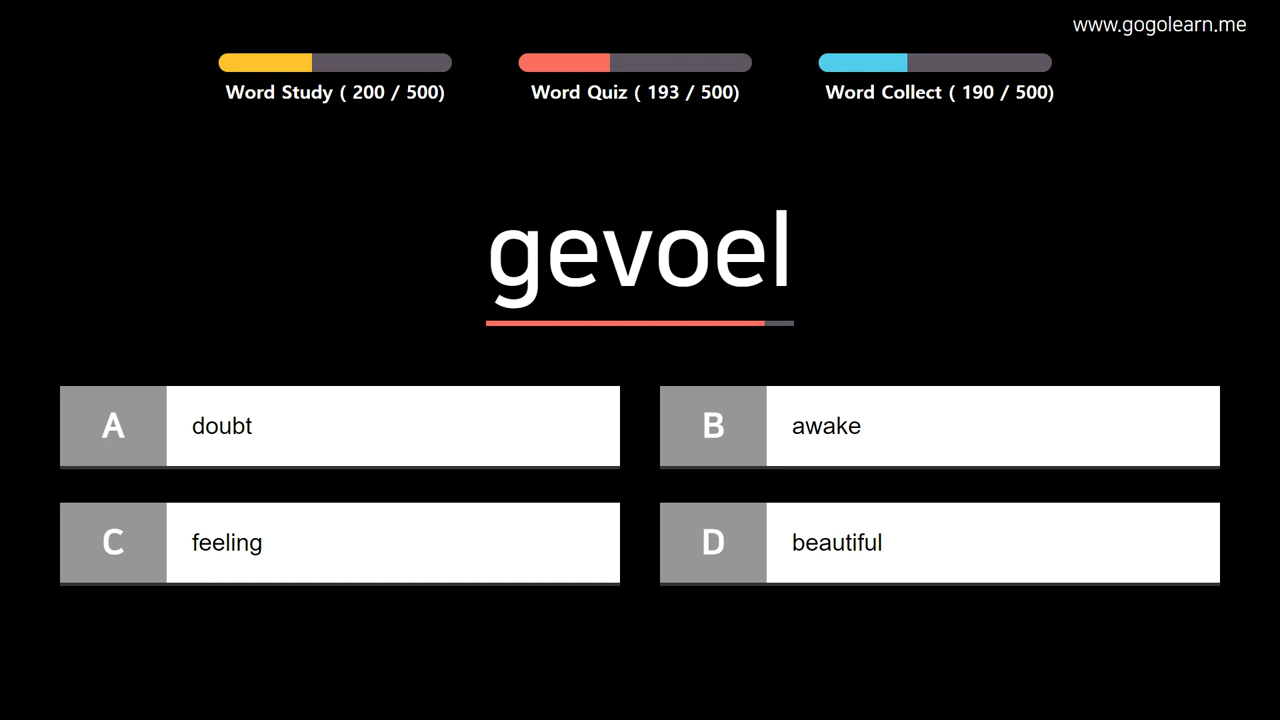 www.gogolearn.me
Word Study ( 200 / 500)
Word Quiz ( 193 / 500)
Word Collect ( 190 / 500)
gevoel
A doubt
B awake
C feeling
D beautiful